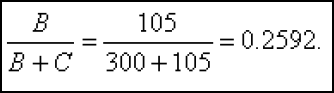 B/(B + C) = 105/(300 + 105) = 0.2592.